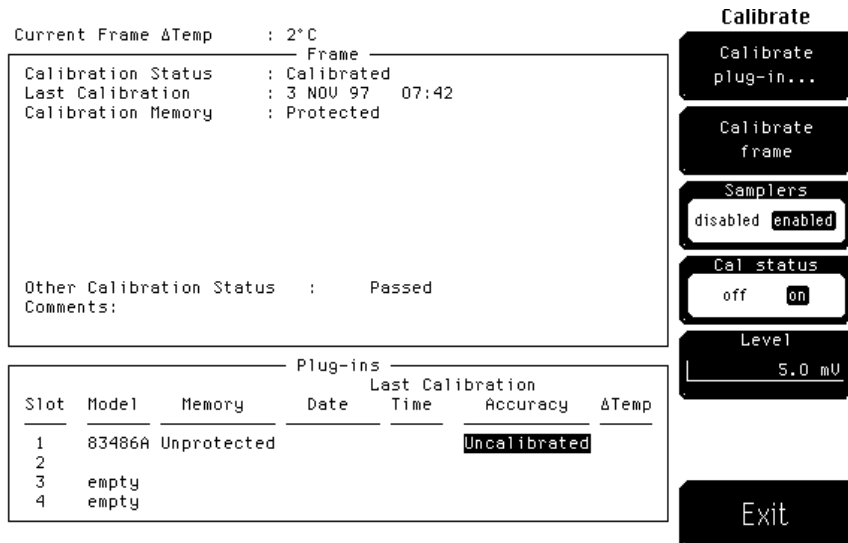 Calibrate
Current Frame ΔTemp : 2°C
Frame
Calibration Status : Calibrated
Last Calibration : 3 NOV 97 07:42
Calibration Memory : Protected
Other Calibration Status : Passed
Comments:
Plug-ins
Last Calibration
Slot Model Memory Date Time Accuracy ΔTemp
1 83486A Unprotected Uncalibrated
2
3 empty
4 empty
Calibrate
plug-in...
Calibrate
frame
Samplers
disabled enabled
Cal status
off on
Level
5.0 mV
Exit